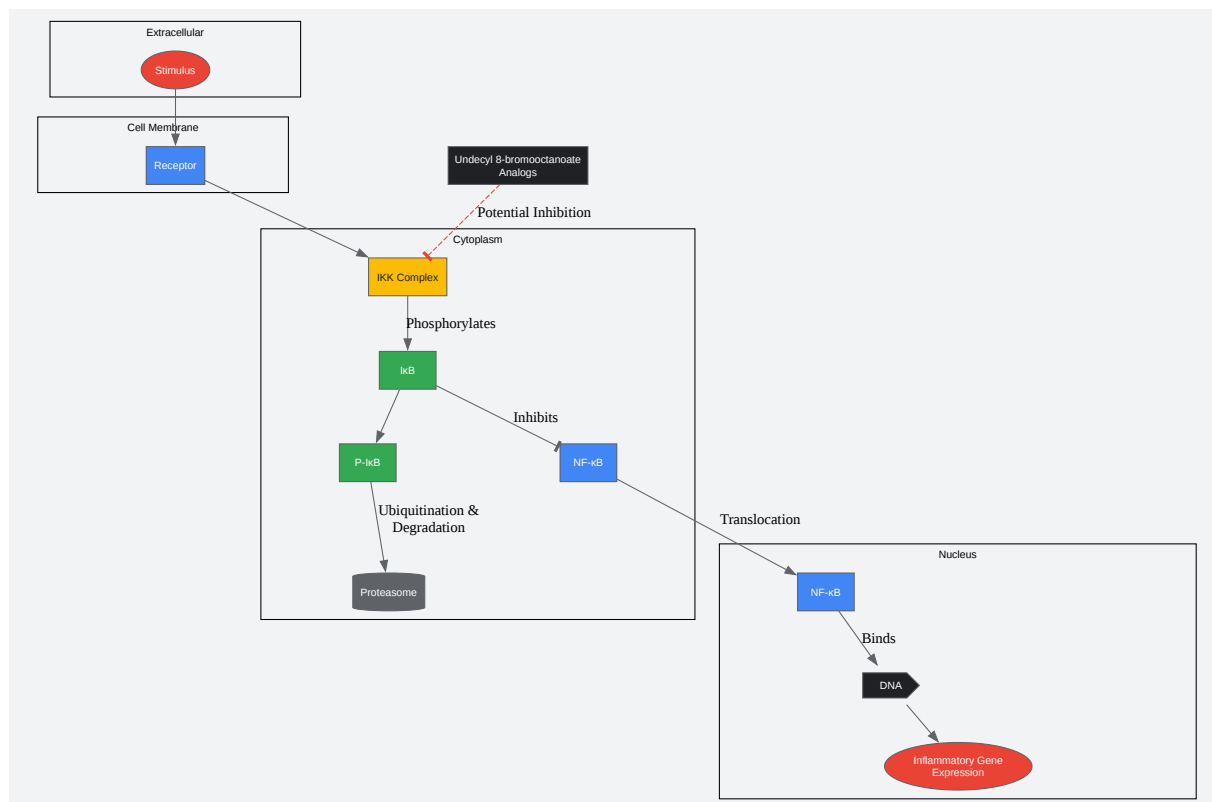 Extracellular
Stimulus
Cell Membrane
Receptor
Undecyl 8-bromooctanoate
Analogs
Potential Inhibition
Cytoplasm
IKK Complex
Phosphorylates
IκB
Inhibits
P-IκB
NF-κB
Ubiquitination &
Degradation
Translocation
Proteasome
Nucleus
NF-κB
Binds
DNA
Inflammatory Gene
Expression